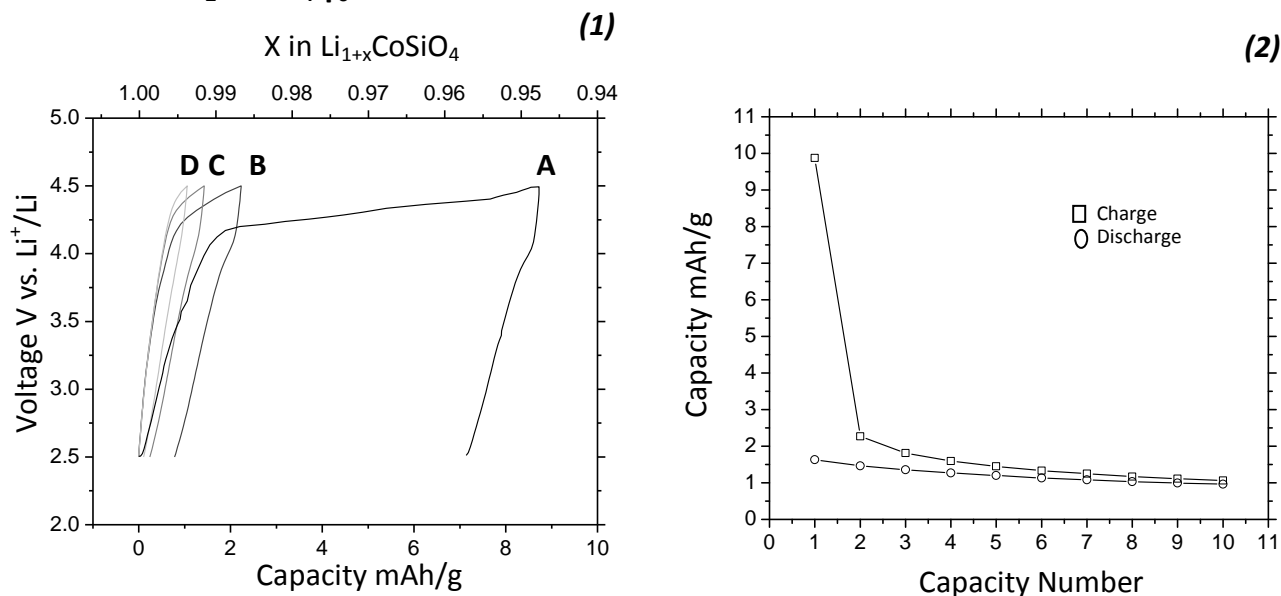 (1)
X in Li₁₊ₓCoSiO₄
1.00 0.99 0.98 0.97 0.96 0.95 0.94
5.0
4.5
4.0
3.5
3.0
2.5
2.0
Voltage V vs. Li⁺/Li
D C B A
0 2 4 6 8 10
Capacity mAh/g
(2)
11
10
9
8
7
6
5
4
3
2
1
0
Capacity mAh/g
Charge
Discharge
0 1 2 3 4 5 6 7 8 9 10 11
Capacity Number